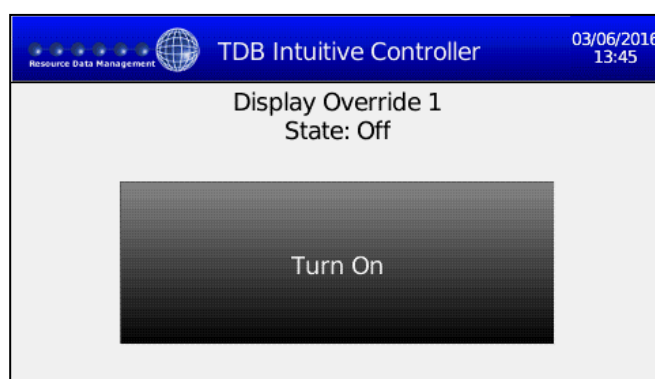 Resource Data Management
TDB Intuitive Controller
03/06/2016
13:45
Display Override 1
State: Off
Turn On